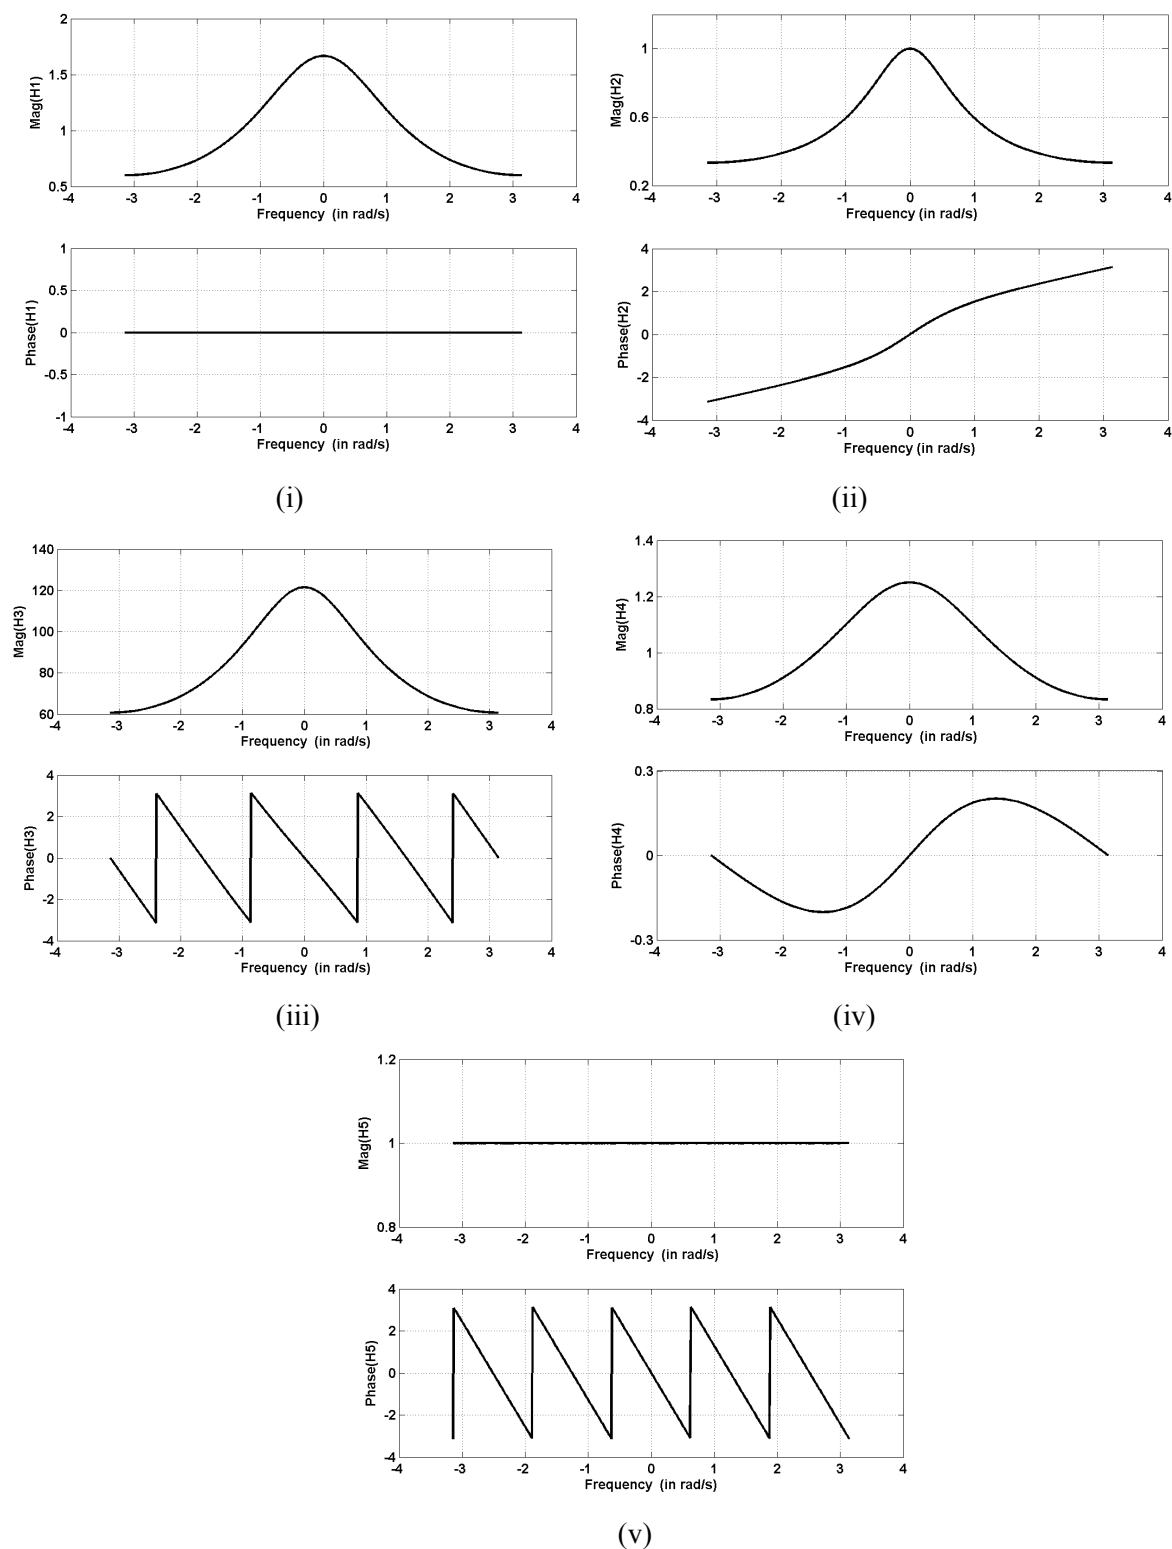 2
1.5
1
0.5
Mag(H1)
-4 -3 -2 -1 0 1 2 3 4
Frequency (in rad/s)
1
0.5
0
-0.5
-1
Phase(H1)
-4 -3 -2 -1 0 1 2 3 4
Frequency (in rad/s)
(i)
1
0.6
0.2
Mag(H2)
-4 -3 -2 -1 0 1 2 3 4
Frequency (in rad/s)
4
2
0
-2
-4
Phase(H2)
-4 -3 -2 -1 0 1 2 3 4
Frequency (in rad/s)
(ii)
140
120
100
80
60
Mag(H3)
-4 -3 -2 -1 0 1 2 3 4
Frequency (in rad/s)
4
2
0
-2
-4
Phase(H3)
-4 -3 -2 -1 0 1 2 3 4
Frequency (in rad/s)
(iii)
1.4
1.2
1
0.8
Mag(H4)
-4 -3 -2 -1 0 1 2 3 4
Frequency (in rad/s)
0.3
0
-0.3
Phase(H4)
-4 -3 -2 -1 0 1 2 3 4
Frequency (in rad/s)
(iv)
1.2
1
0.8
Mag(H5)
-4 -3 -2 -1 0 1 2 3 4
Frequency (in rad/s)
4
2
0
-2
-4
Phase(H5)
-4 -3 -2 -1 0 1 2 3 4
Frequency (in rad/s)
(v)